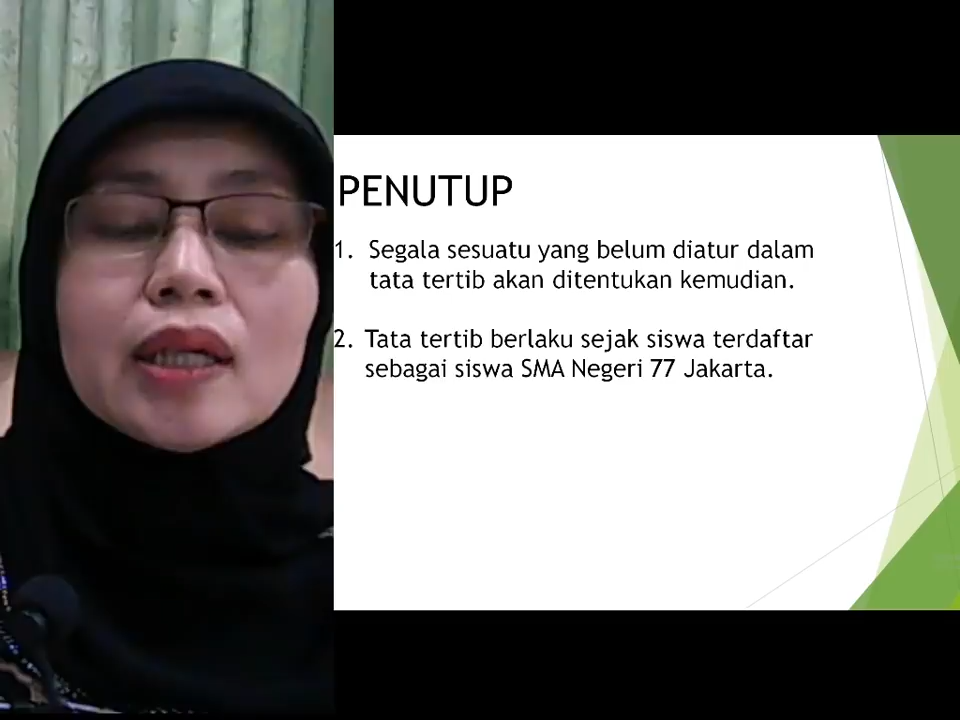 PENUTUP
1. Segala sesuatu yang belum diatur dalam
tata tertib akan ditentukan kemudian.
2. Tata tertib berlaku sejak siswa terdaftar
sebagai siswa SMA Negeri 77 Jakarta.